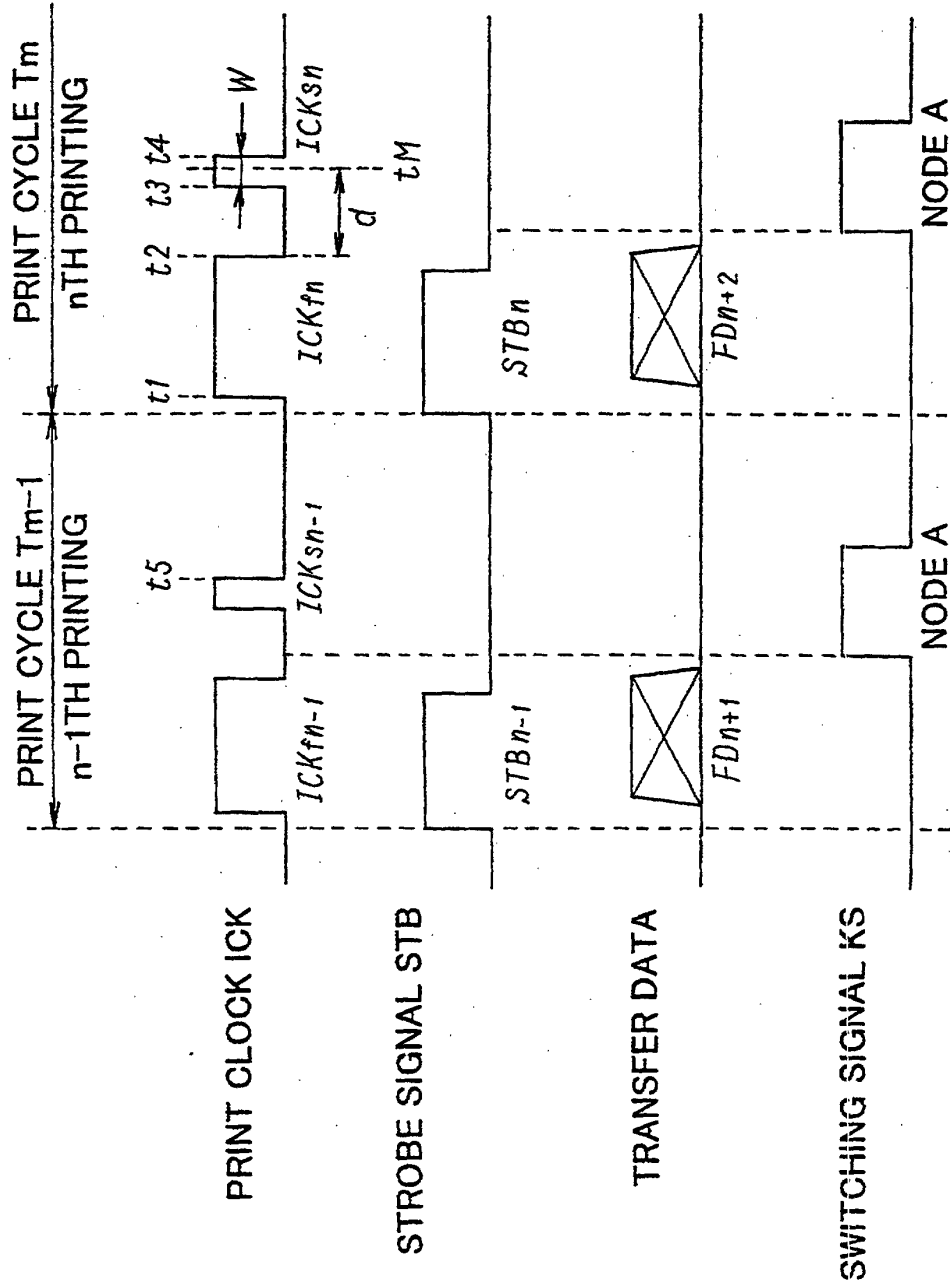 PRINT CYCLE Tm-1
n-1TH PRINTING
PRINT CYCLE Tm
nTH PRINTING
t5
t1
t2
t3
t4
W
PRINT CLOCK ICK
ICKfn-1
ICKsn-1
ICKfn
ICKsn
d
tM
STROBE SIGNAL STB
STBn-1
STBn
TRANSFER DATA
FDn+1
FDn+2
SWITCHING SIGNAL KS
NODE A
NODE A